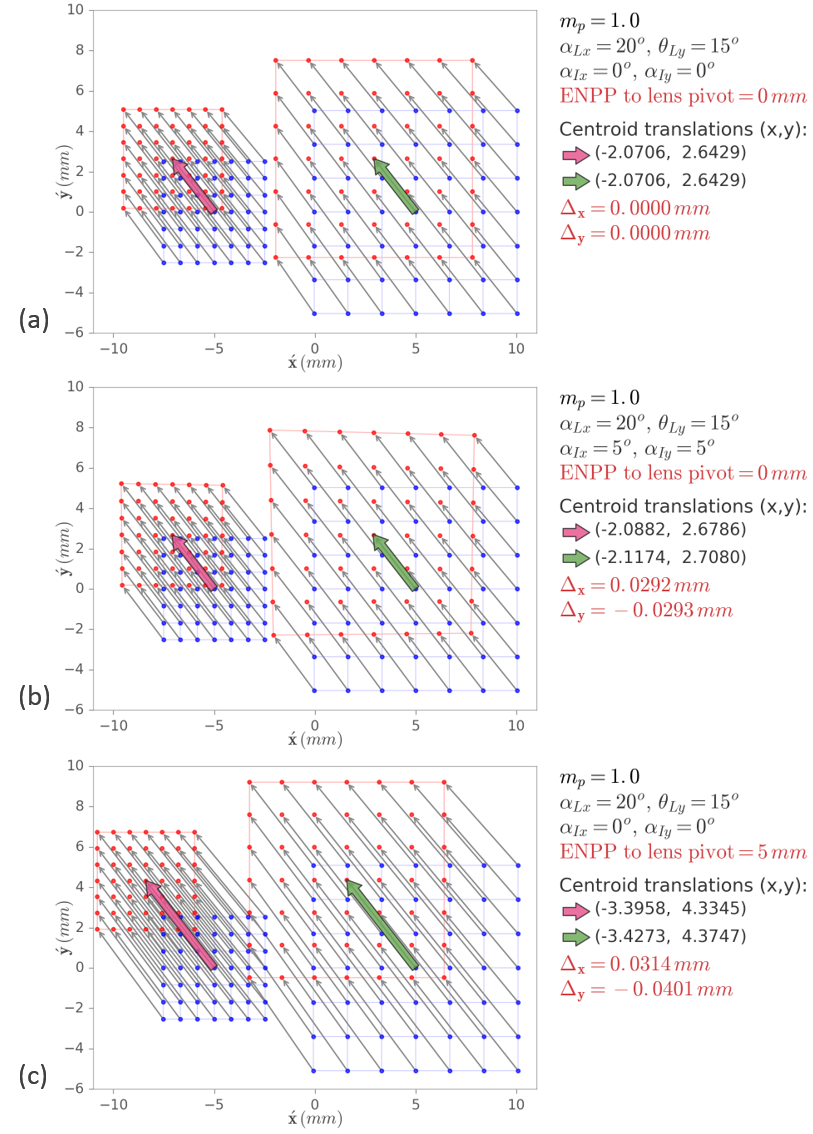 10
8
6
4
2
0
−2
−4
−6
ý (mm)
−10
−5
0
5
10
x́ (mm)
(a)
m_p = 1.0
α_Lx = 20°, θ_Ly = 15°
α_Ix = 0°, α_Iy = 0°
ENPP to lens pivot = 0 mm
Centroid translations (x,y):
(-2.0706, 2.6429)
(-2.0706, 2.6429)
Δ_x = 0.0000 mm
Δ_y = 0.0000 mm
10
8
6
4
2
0
−2
−4
−6
ý (mm)
−10
−5
0
5
10
x́ (mm)
(b)
m_p = 1.0
α_Lx = 20°, θ_Ly = 15°
α_Ix = 5°, α_Iy = 5°
ENPP to lens pivot = 0 mm
Centroid translations (x,y):
(-2.0882, 2.6786)
(-2.1174, 2.7080)
Δ_x = 0.0292 mm
Δ_y = − 0.0293 mm
10
8
6
4
2
0
−2
−4
−6
ý (mm)
−10
−5
0
5
10
x́ (mm)
(c)
m_p = 1.0
α_Lx = 20°, θ_Ly = 15°
α_Ix = 0°, α_Iy = 0°
ENPP to lens pivot = 5 mm
Centroid translations (x,y):
(-3.3958, 4.3345)
(-3.4273, 4.3747)
Δ_x = 0.0314 mm
Δ_y = − 0.0401 mm